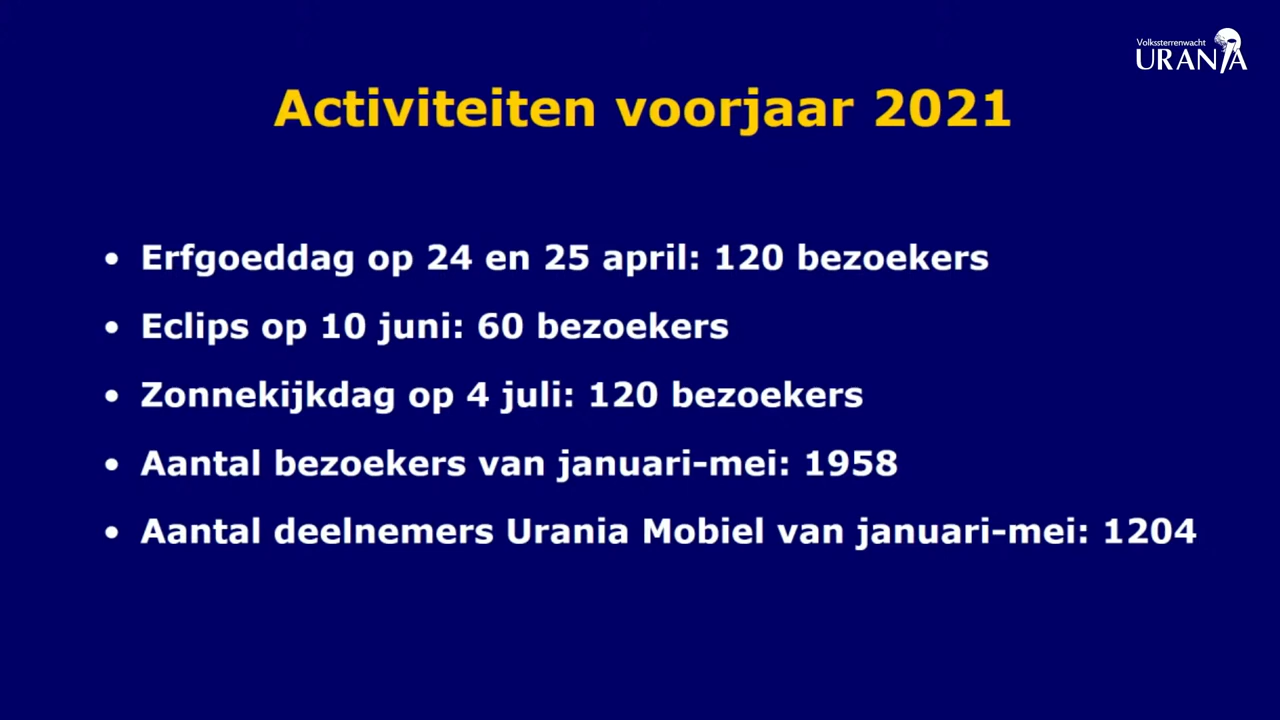 Volkssterrenwacht
URANIA
Activiteiten voorjaar 2021
• Erfgoeddag op 24 en 25 april: 120 bezoekers
• Eclips op 10 juni: 60 bezoekers
• Zonnekijkdag op 4 juli: 120 bezoekers
• Aantal bezoekers van januari-mei: 1958
• Aantal deelnemers Urania Mobiel van januari-mei: 1204